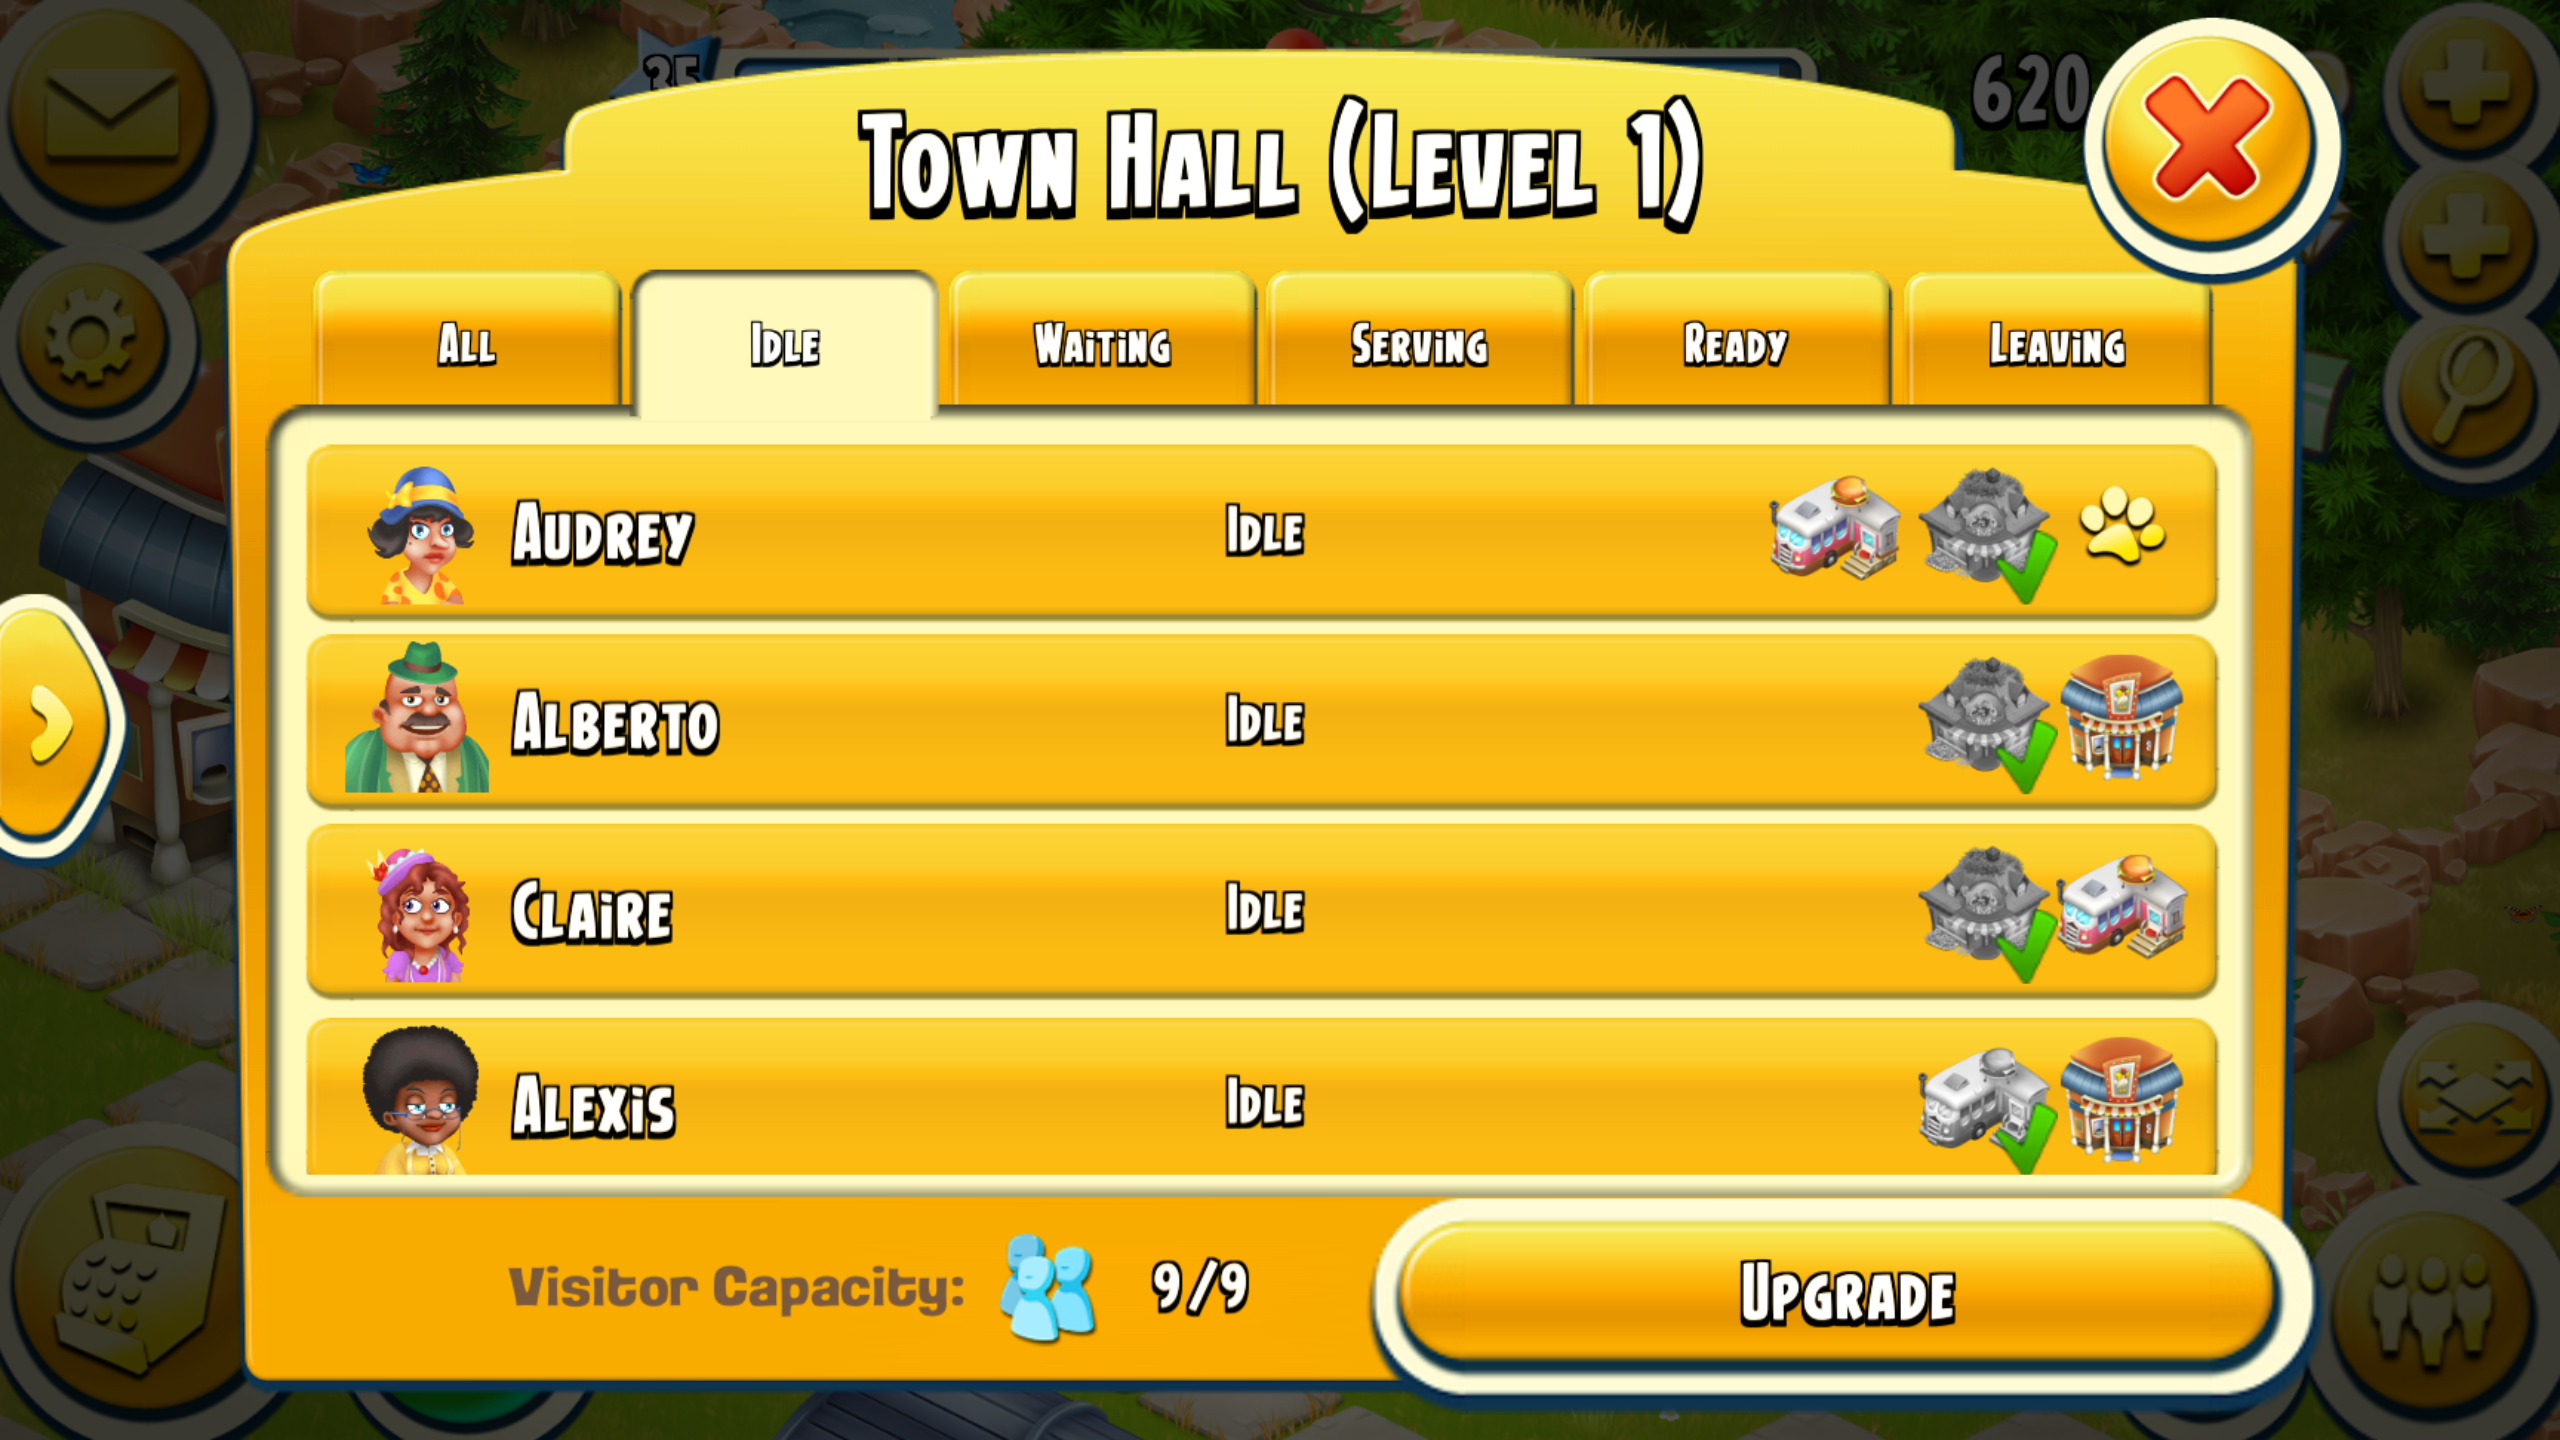 35
620
Town Hall (Level 1)
All
Idle
Waiting
Serving
Ready
Leaving
Audrey
Idle
Alberto
Idle
Claire
Idle
Alexis
Idle
Visitor Capacity:
9/9
Upgrade